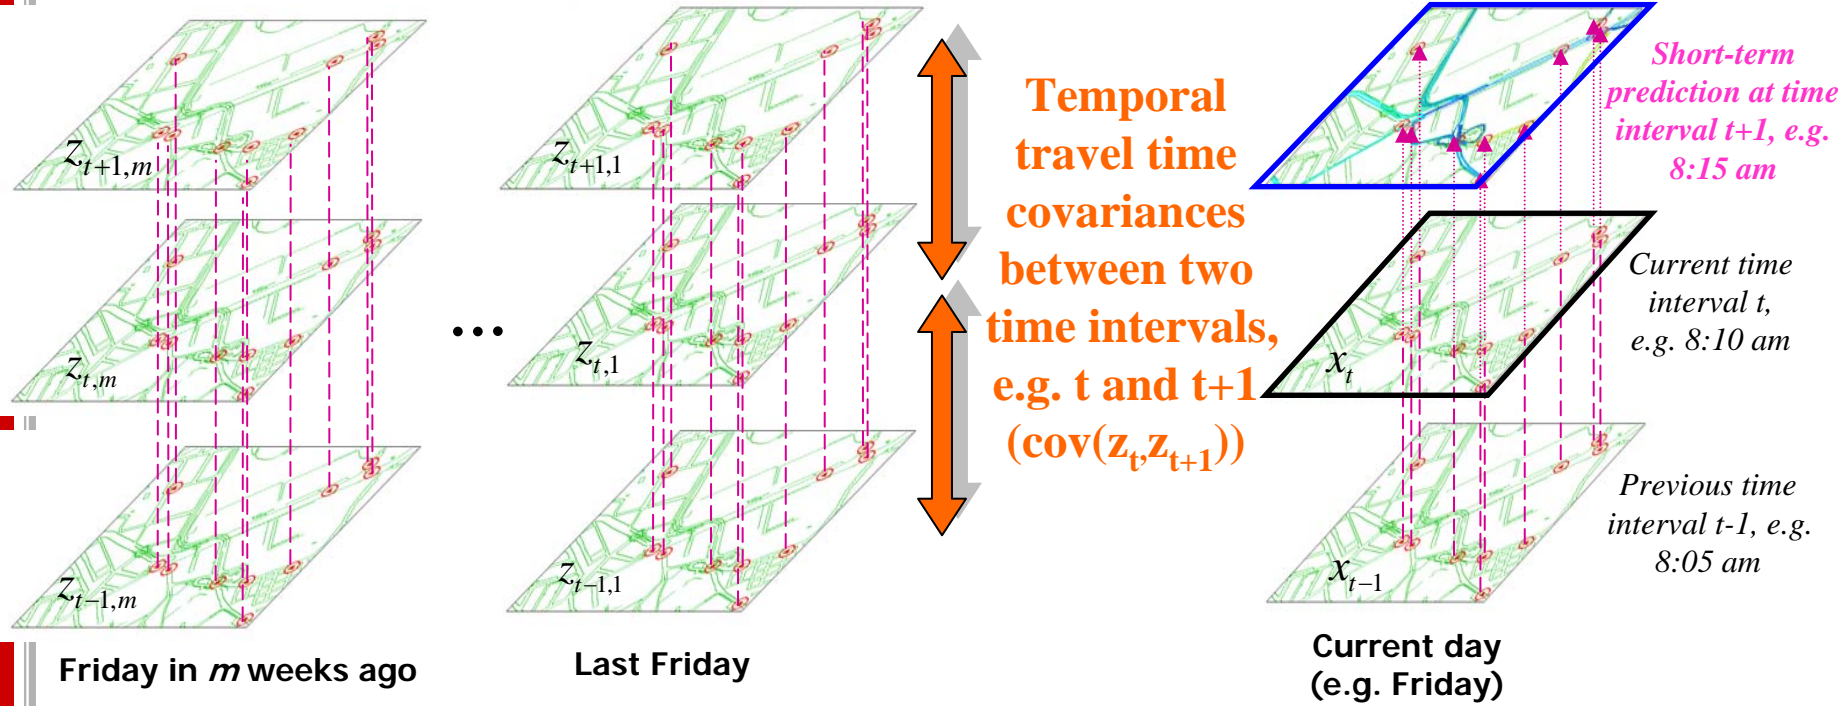 z_{t+1,m}
z_{t,m}
z_{t-1,m}
Friday in m weeks ago
...
z_{t+1,1}
z_{t,1}
z_{t-1,1}
Last Friday
Temporal
travel time
covariances
between two
time intervals,
e.g. t and t+1
(cov(z_t,z_{t+1}))
Short-term
prediction at time
interval t+1, e.g.
8:15 am
x_t
Current time
interval t,
e.g. 8:10 am
x_{t-1}
Previous time
interval t-1, e.g.
8:05 am
Current day
(e.g. Friday)